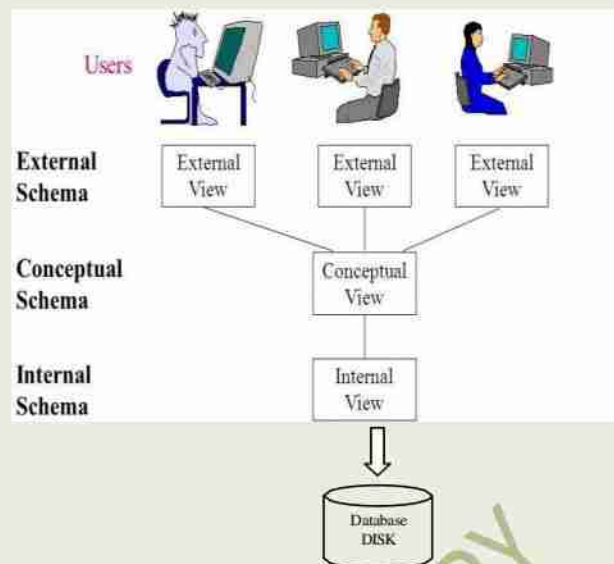 Users
External
Schema
External
View
External
View
External
View
Conceptual
Schema
Conceptual
View
Internal
Schema
Internal
View
Database
DISK